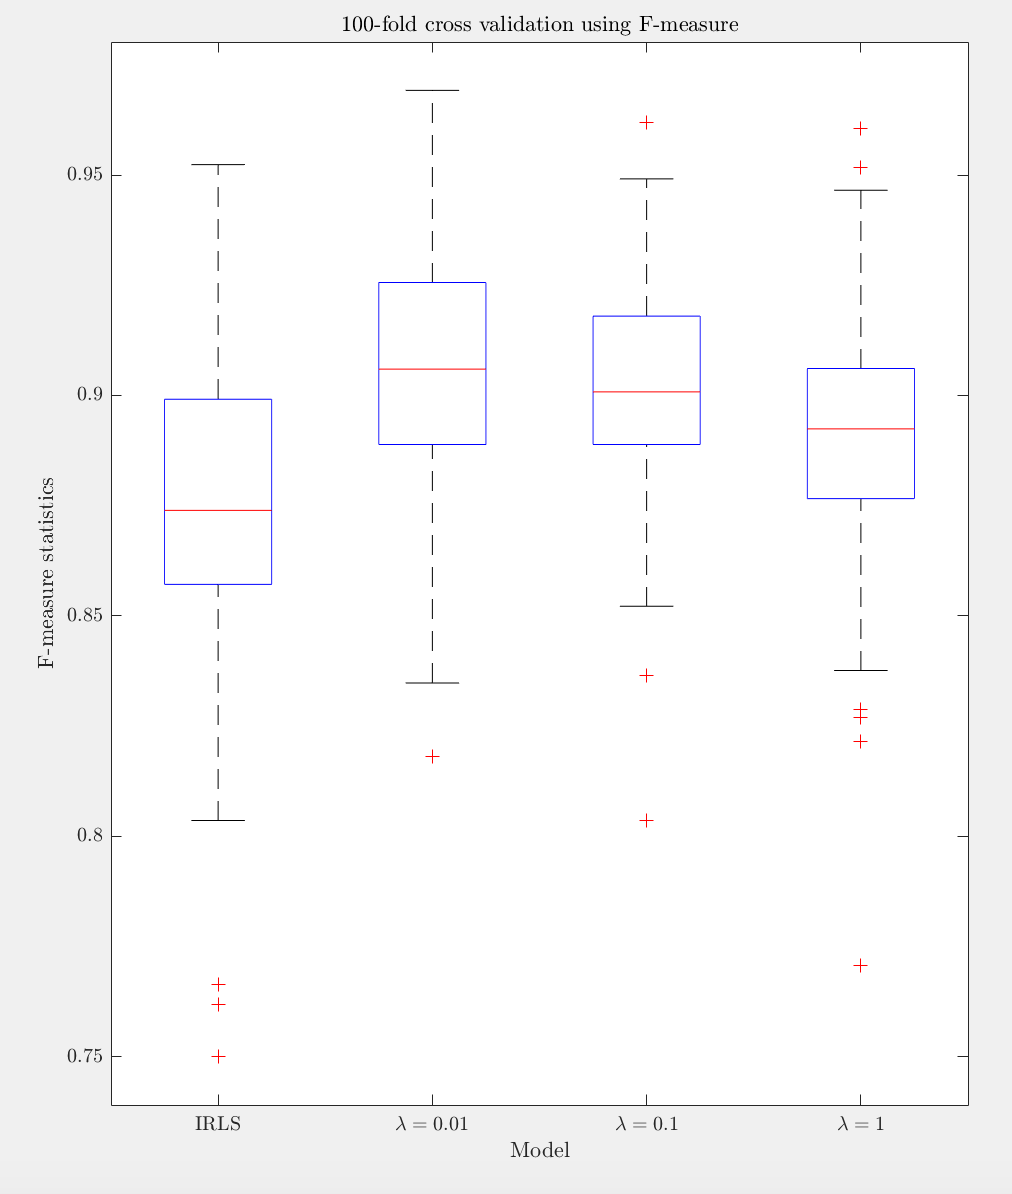 100-fold cross validation using F-measure
0.95
0.9
0.85
0.8
0.75
F-measure statistics
IRLS λ = 0.01 λ = 0.1 λ = 1
Model